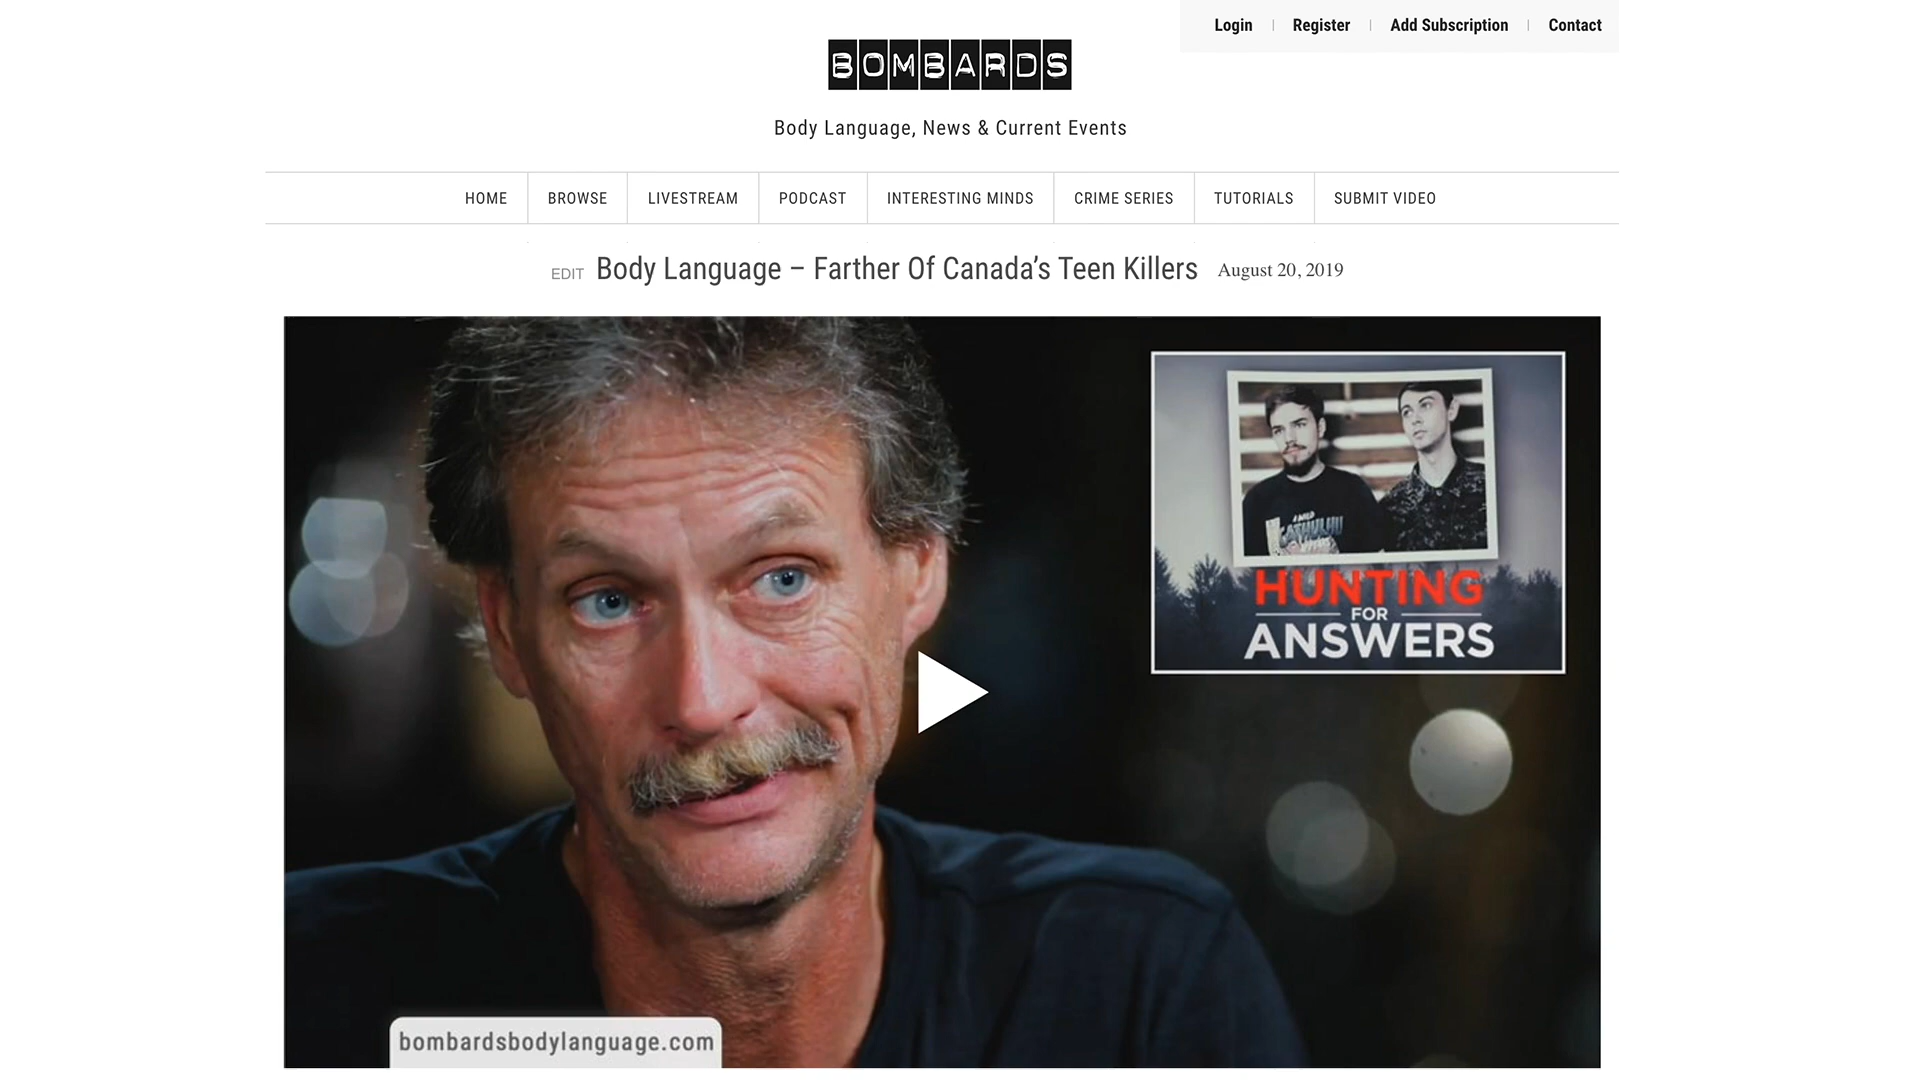 Login
Register
Add Subscription
Contact
BOMBARDS
Body Language, News & Current Events
HOME
BROWSE
LIVESTREAM
PODCAST
INTERESTING MINDS
CRIME SERIES
TUTORIALS
SUBMIT VIDEO
EDIT
Body Language – Farther Of Canada's Teen Killers
August 20, 2019
HUNTING
FOR
ANSWERS
bombardsbodylanguage.com